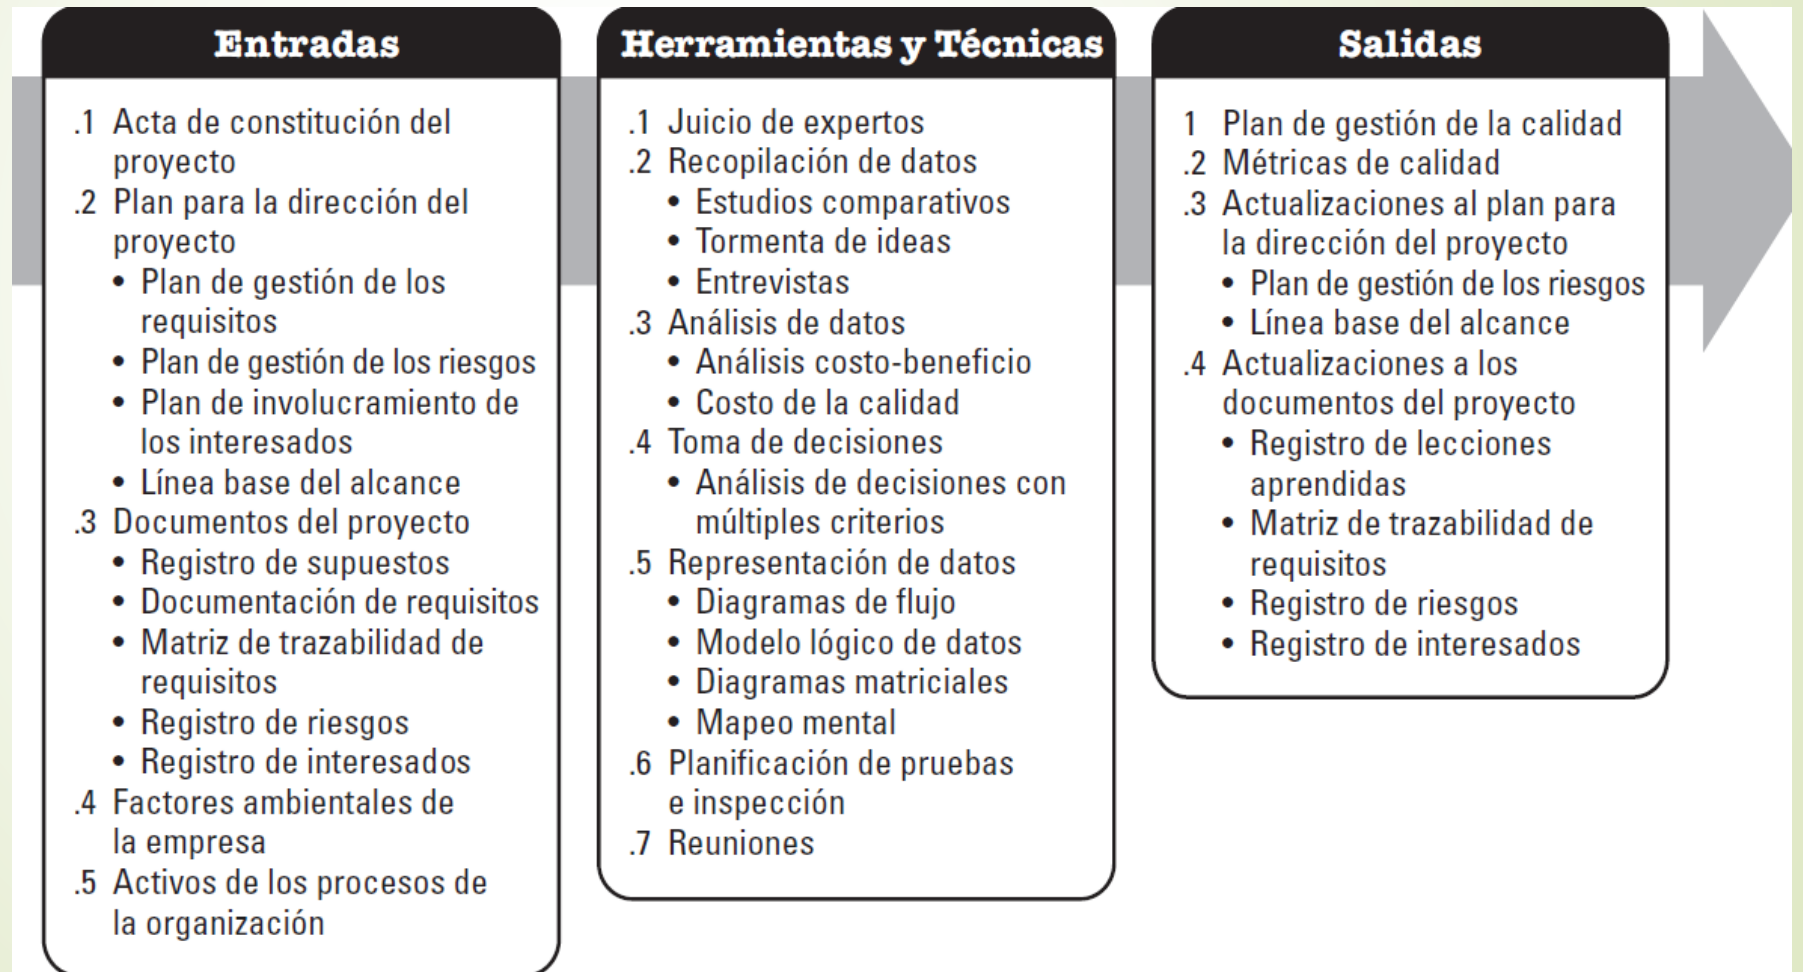 Entradas
.1 Acta de constitución del
proyecto
.2 Plan para la dirección del
proyecto
• Plan de gestión de los
requisitos
• Plan de gestión de los riesgos
• Plan de involucramiento de
los interesados
• Línea base del alcance
.3 Documentos del proyecto
• Registro de supuestos
• Documentación de requisitos
• Matriz de trazabilidad de
requisitos
• Registro de riesgos
• Registro de interesados
.4 Factores ambientales de
la empresa
.5 Activos de los procesos de
la organización
Herramientas y Técnicas
.1 Juicio de expertos
.2 Recopilación de datos
• Estudios comparativos
• Tormenta de ideas
• Entrevistas
.3 Análisis de datos
• Análisis costo-beneficio
• Costo de la calidad
.4 Toma de decisiones
• Análisis de decisiones con
múltiples criterios
.5 Representación de datos
• Diagramas de flujo
• Modelo lógico de datos
• Diagramas matriciales
• Mapeo mental
.6 Planificación de pruebas
e inspección
.7 Reuniones
Salidas
1 Plan de gestión de la calidad
.2 Métricas de calidad
.3 Actualizaciones al plan para
la dirección del proyecto
• Plan de gestión de los riesgos
• Línea base del alcance
.4 Actualizaciones a los
documentos del proyecto
• Registro de lecciones
aprendidas
• Matriz de trazabilidad de
requisitos
• Registro de riesgos
• Registro de interesados